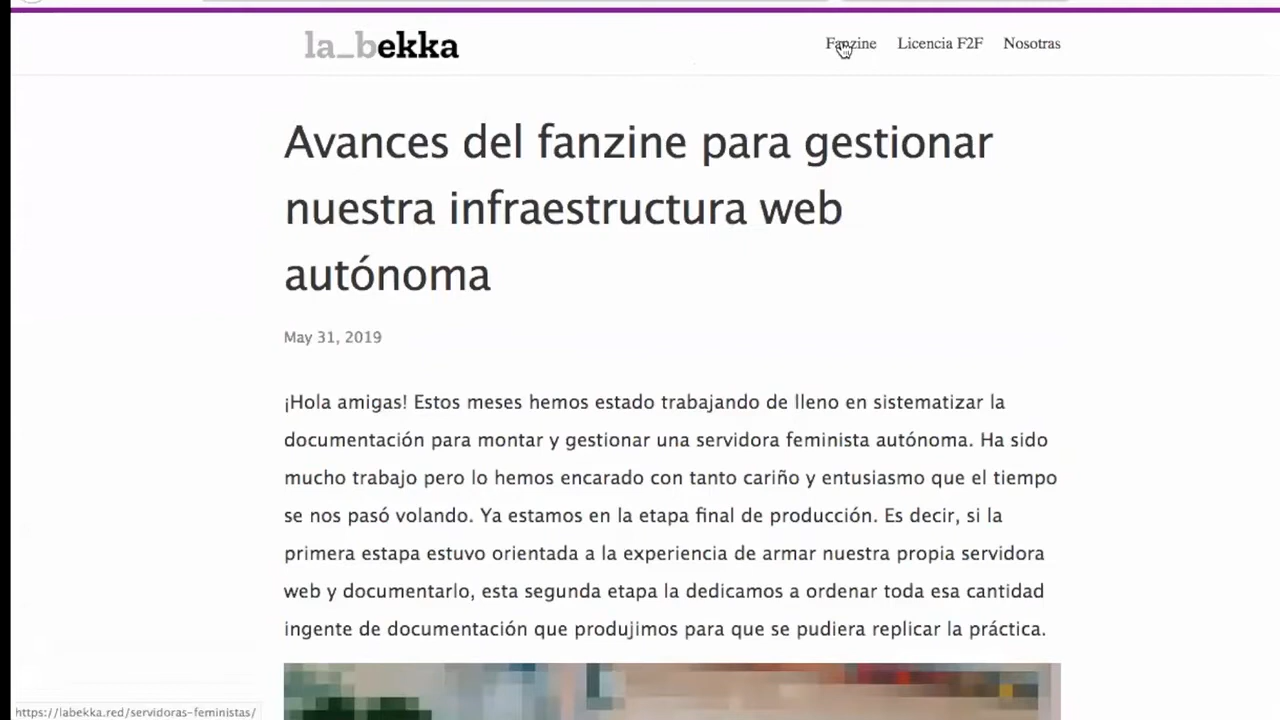 la_bekka
Fanzine Licencia F2F Nosotras
Avances del fanzine para gestionar
nuestra infraestructura web
autónoma
May 31, 2019
¡Hola amigas! Estos meses hemos estado trabajando de lleno en sistematizar la
documentación para montar y gestionar una servidora feminista autónoma. Ha sido
mucho trabajo pero lo hemos encarado con tanto cariño y entusiasmo que el tiempo
se nos pasó volando. Ya estamos en la etapa final de producción. Es decir, si la
primera estapa estuvo orientada a la experiencia de armar nuestra propia servidora
web y documentarlo, esta segunda etapa la dedicamos a ordenar toda esa cantidad
ingente de documentación que produjimos para que se pudiera replicar la práctica.
https://labekka.red/servidoras-feministas/